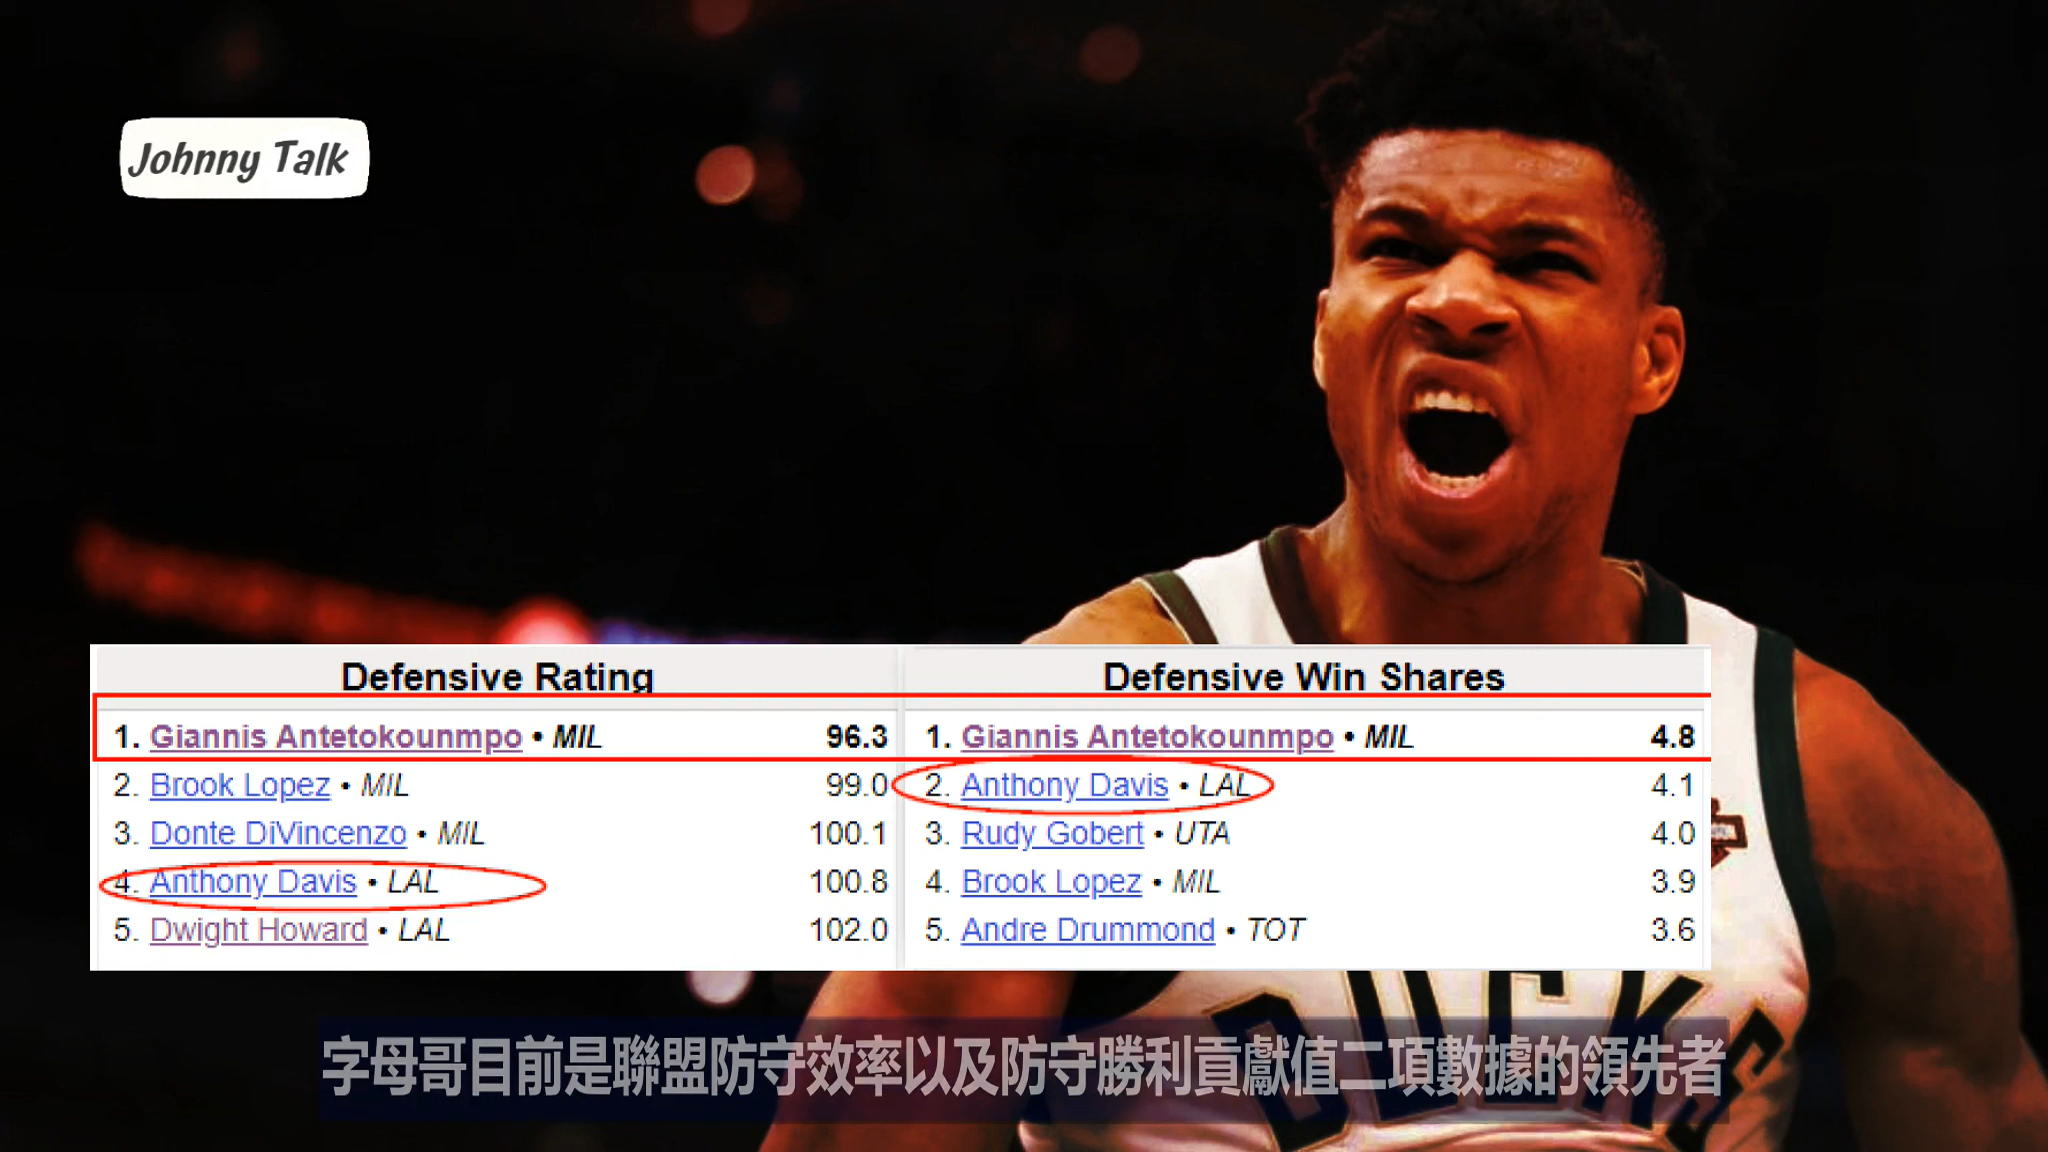 Johnny Talk
Defensive Rating
1. Giannis Antetokounmpo • MIL 96.3
2. Brook Lopez • MIL 99.0
3. Donte DiVincenzo • MIL 100.1
4. Anthony Davis • LAL 100.8
5. Dwight Howard • LAL 102.0
Defensive Win Shares
1. Giannis Antetokounmpo • MIL 4.8
2. Anthony Davis • LAL 4.1
3. Rudy Gobert • UTA 4.0
4. Brook Lopez • MIL 3.9
5. Andre Drummond • TOT 3.6
BUCKS
字母哥目前是聯盟防守效率以及防守勝利貢獻值二項數據的領先者